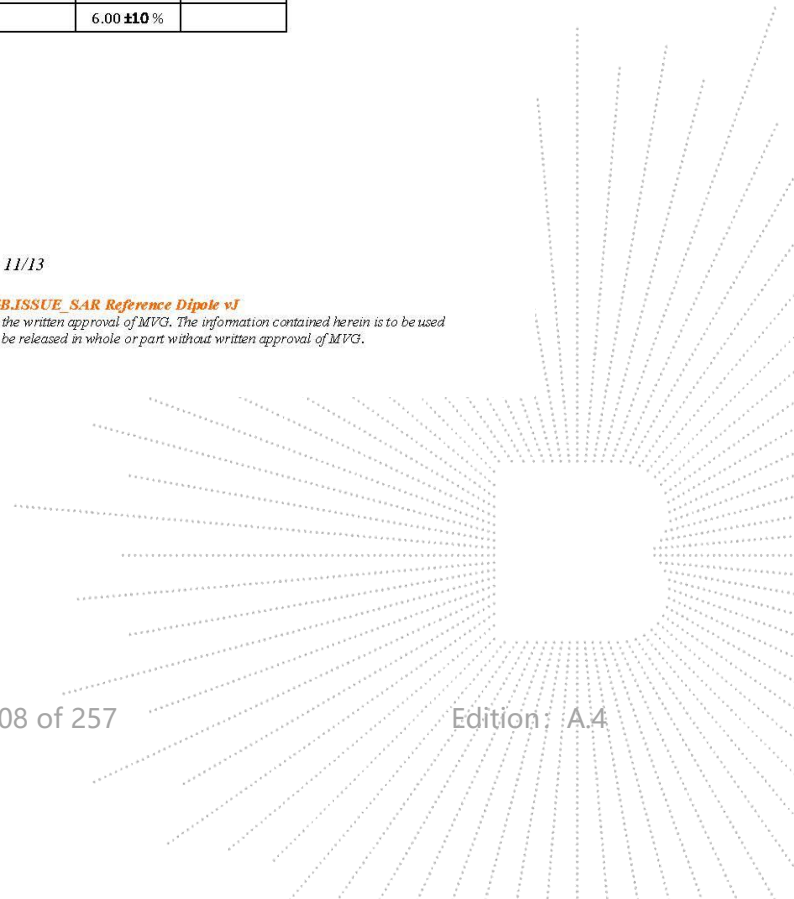 6.00 ±10 %
11/13
B.ISSUE_SAR Reference Dipole vJ
the written approval of MVG. The information contained herein is to be used
be released in whole or part without written approval of MVG.
08 of 257
Edition: A.4